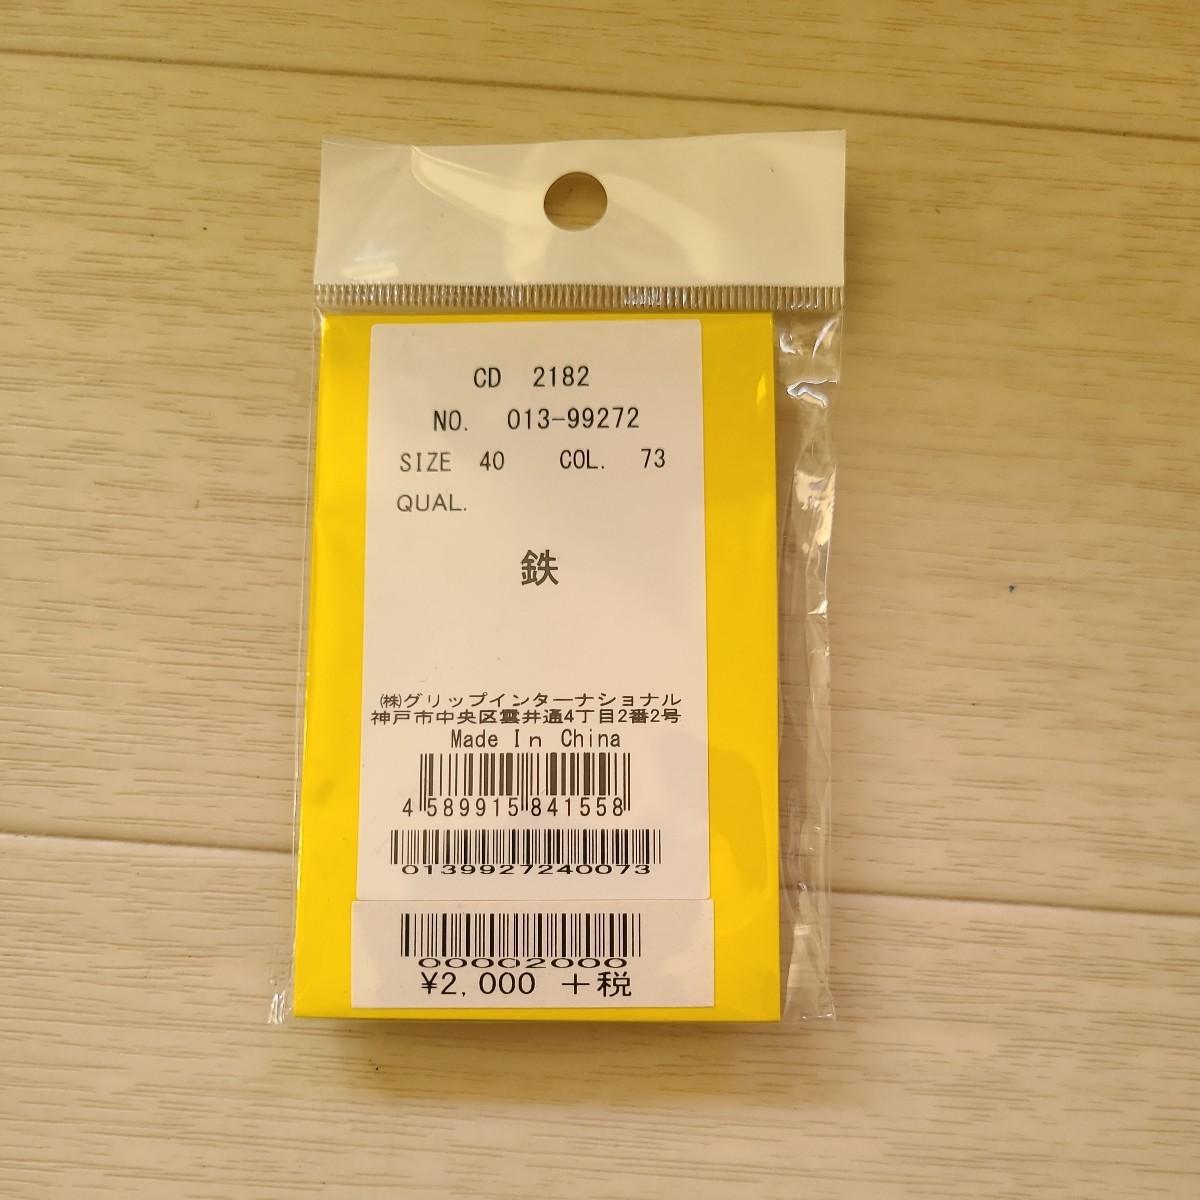 CD 2182
NO. 013-99272
SIZE 40 COL. 73
QUAL.
鉄
㈱グリップインターナショナル
神戸市中央区雲井通4丁目2番2号
Made In China
4 589915 841558
0139927240073
00002000
¥2,000 +税